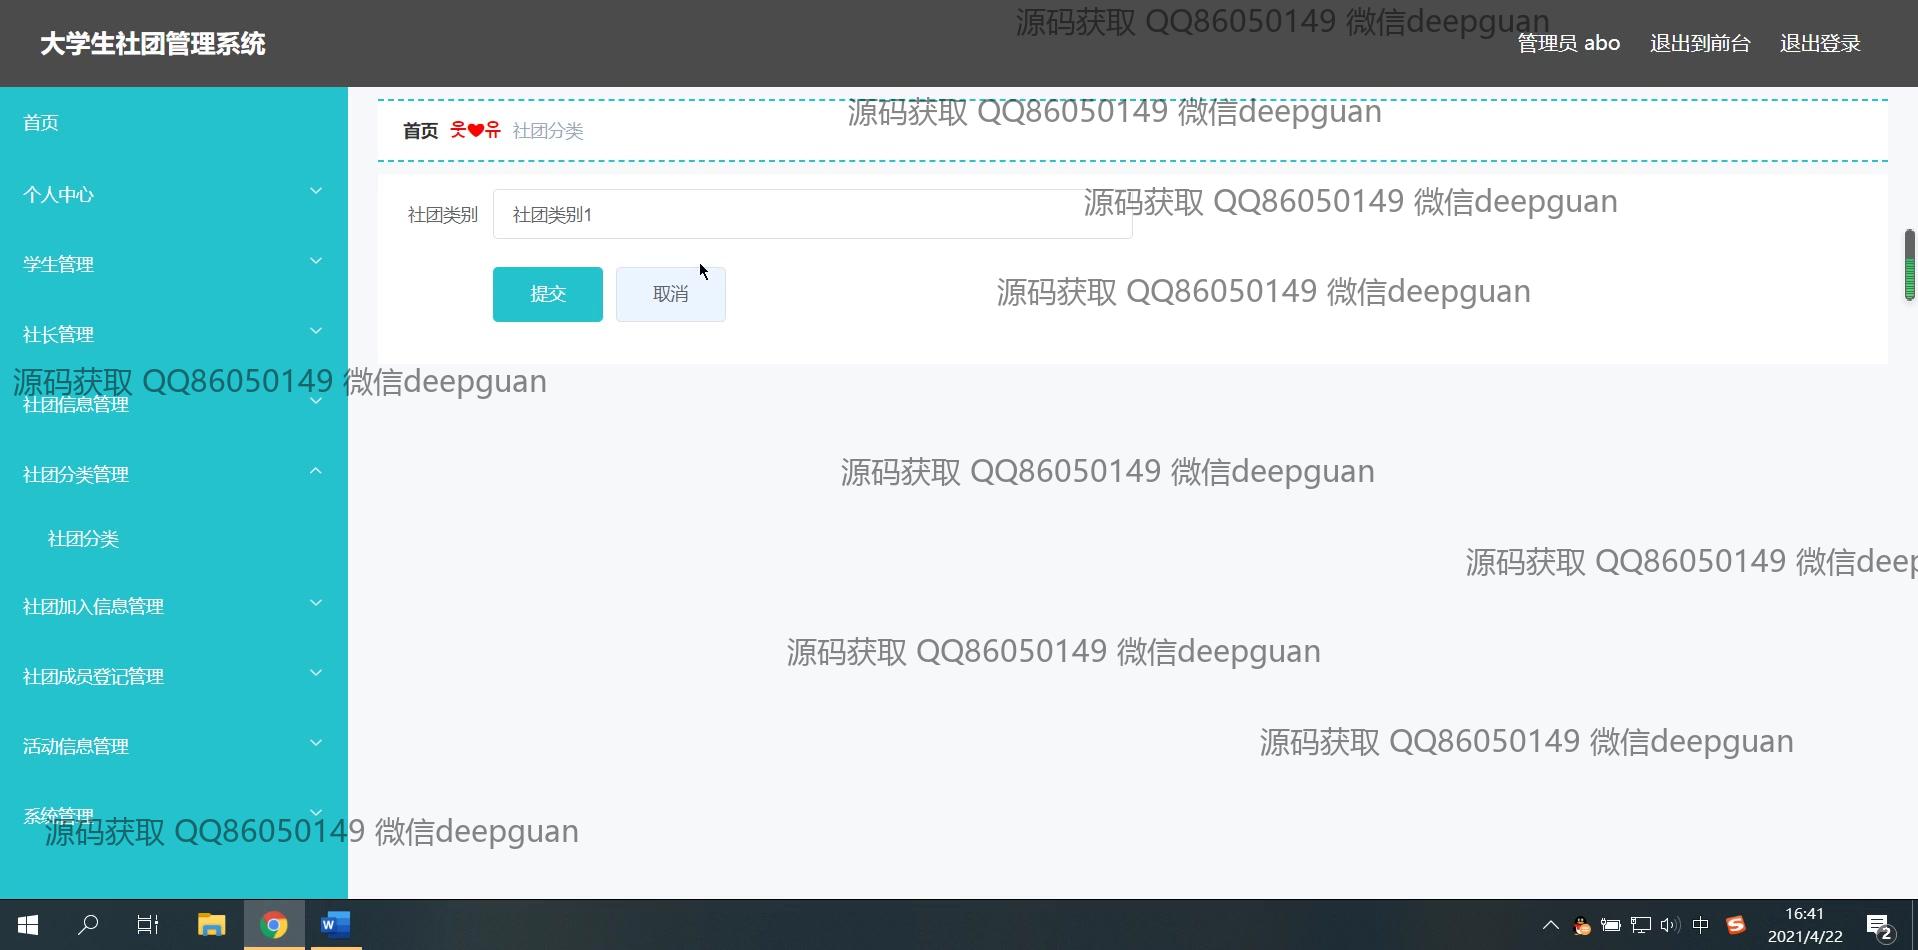 源码获取 QQ86050149 微信deepguan
大学生社团管理系统
管理员 abo
退出到前台
退出登录
首页
源码获取 QQ86050149 微信deepguan
首页 웃❤유 社团分类
个人中心
源码获取 QQ86050149 微信deepguan
社团类别 社团类别1
学生管理
提交
取消
源码获取 QQ86050149 微信deepguan
社长管理
源码获取 QQ86050149 微信deepguan
社团信息管理
社团分类管理
源码获取 QQ86050149 微信deepguan
社团分类
源码获取 QQ86050149 微信deep
社团加入信息管理
源码获取 QQ86050149 微信deepguan
社团成员登记管理
活动信息管理
源码获取 QQ86050149 微信deepguan
系统管理
源码获取 QQ86050149 微信deepguan
中
16:41
2021/4/22
2